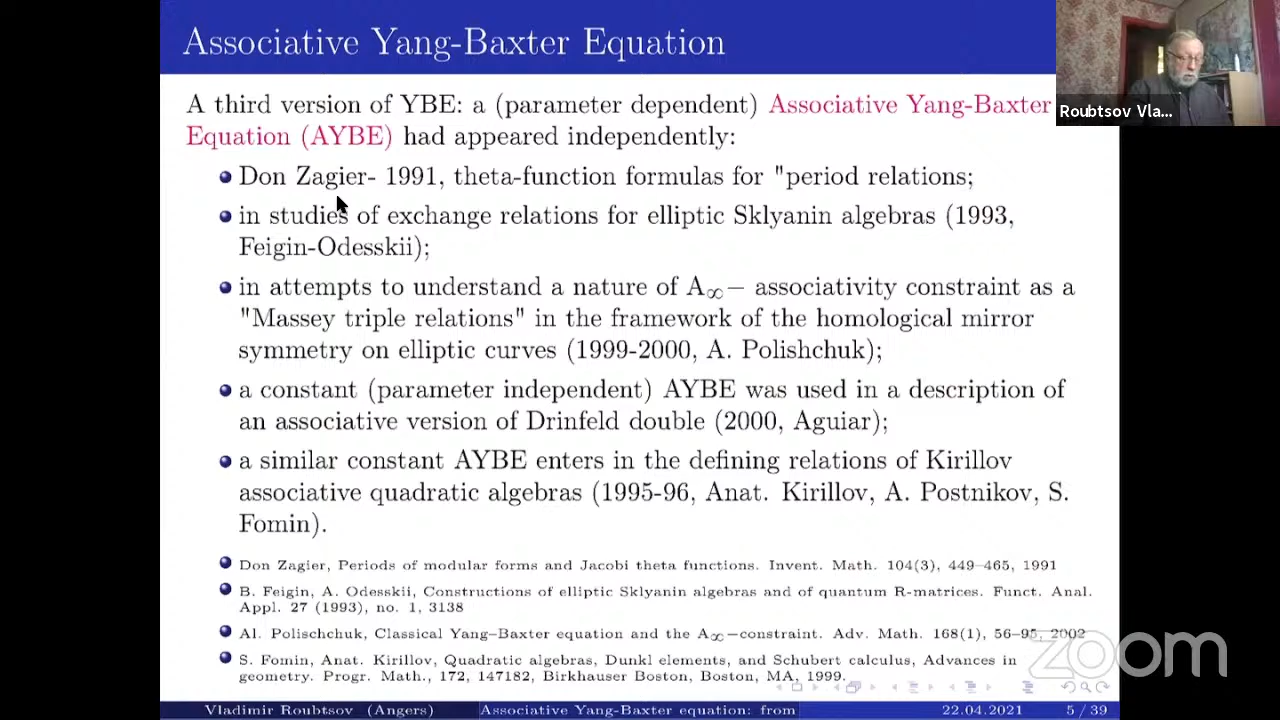 Associative Yang-Baxter Equation
A third version of YBE: a (parameter dependent) Associative Yang-Baxter
Equation (AYBE) had appeared independently:
Don Zagier- 1991, theta-function formulas for "period relations;
in studies of exchange relations for elliptic Sklyanin algebras (1993,
Feigin-Odesskii);
in attempts to understand a nature of A∞− associativity constraint as a
"Massey triple relations" in the framework of the homological mirror
symmetry on elliptic curves (1999-2000, A. Polishchuk);
a constant (parameter independent) AYBE was used in a description of
an associative version of Drinfeld double (2000, Aguiar);
a similar constant AYBE enters in the defining relations of Kirillov
associative quadratic algebras (1995-96, Anat. Kirillov, A. Postnikov, S.
Fomin).
Don Zagier, Periods of modular forms and Jacobi theta functions. Invent. Math. 104(3), 449–465, 1991
B. Feigin, A. Odesskii, Constructions of elliptic Sklyanin algebras and of quantum R-matrices. Funct. Anal.
Appl. 27 (1993), no. 1, 3138
Al. Polischchuk, Classical Yang–Baxter equation and the A∞−constraint. Adv. Math. 168(1), 56–95, 2002
S. Fomin, Anat. Kirillov, Quadratic algebras, Dunkl elements, and Schubert calculus, Advances in
geometry. Progr. Math., 172, 147182, Birkhauser Boston, Boston, MA, 1999.
Vladimir Roubtsov (Angers) Associative Yang-Baxter equation: from 22.04.2021 5 / 39
Roubtsov Vla...
zoom